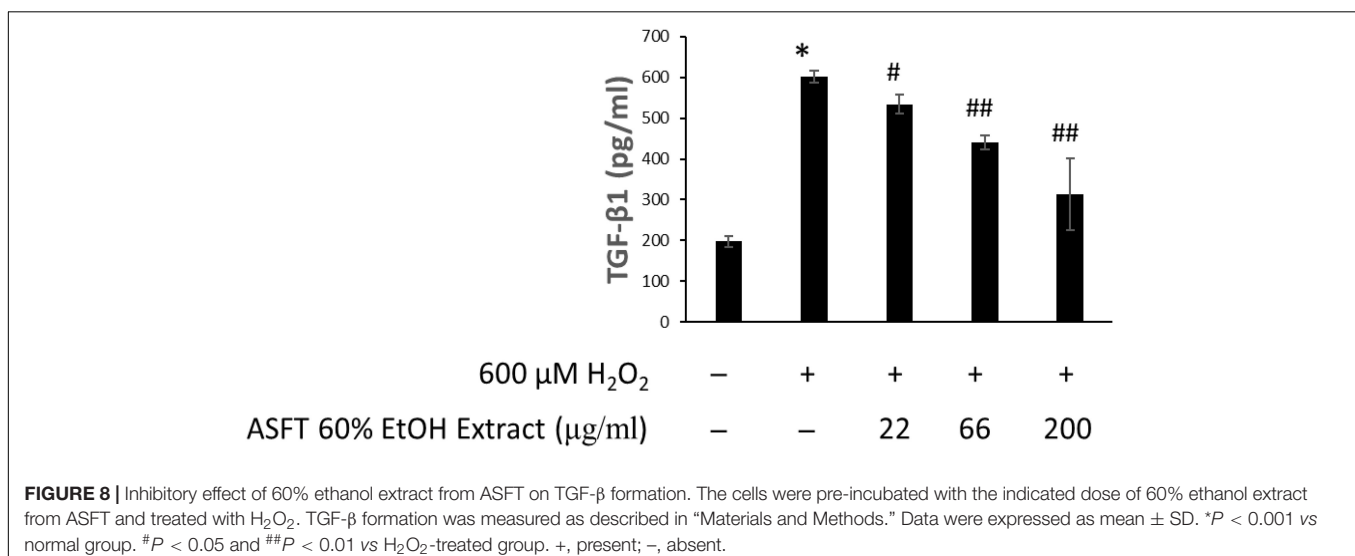 700
600
500
400
300
200
100
0
TGF-β1 (pg/ml)
*
#
##
##
600 μM H₂O₂ – + + + +
ASFT 60% EtOH Extract (μg/ml) – – 22 66 200
FIGURE 8 | Inhibitory effect of 60% ethanol extract from ASFT on TGF-β formation. The cells were pre-incubated with the indicated dose of 60% ethanol extract
from ASFT and treated with H₂O₂. TGF-β formation was measured as described in “Materials and Methods.” Data were expressed as mean ± SD. *P < 0.001 vs
normal group. #P < 0.05 and ##P < 0.01 vs H₂O₂-treated group. +, present; –, absent.